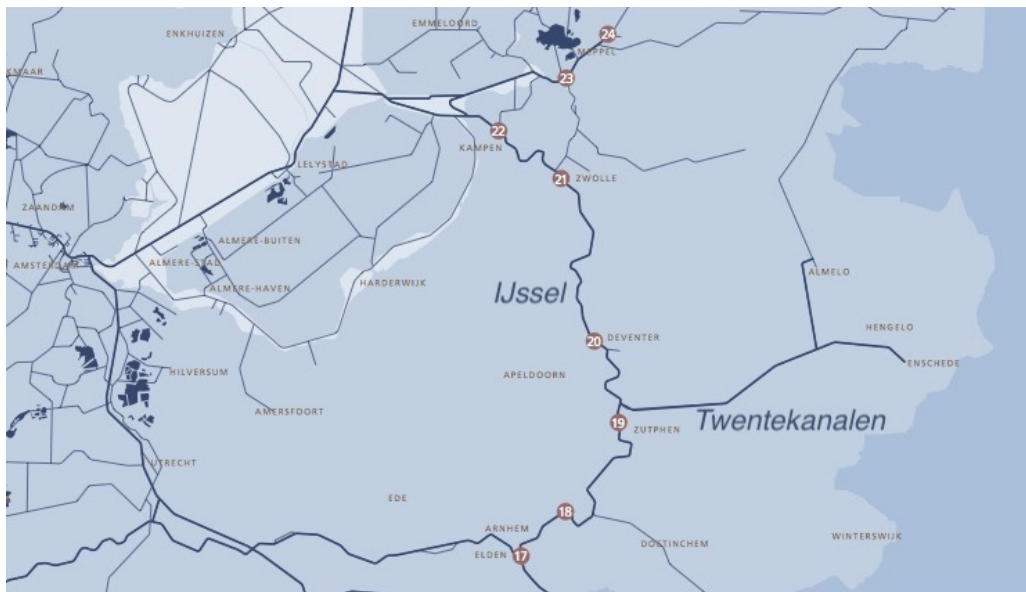 EMMELOORD
ENKHUIZEN
24
MEPPEL
KMAAR
23
22
KAMPEN
LELYSTAD
21
ZWOLLE
ZAANDAM
ALMERE-BUITEN
AMSTERDAM
ALMERE-STAD
ALMELO
ALMERE-HAVEN
HARDERWIJK
IJssel
HENGELO
20
DEVENTER
ENSCHEDE
HILVERSUM
APELDOORN
AMERSFOORT
19
ZUTPHEN
Twentekanalen
UTRECHT
EDE
18
ARNHEM
WINTERSWIJK
DOETINCHEM
ELDEN
17